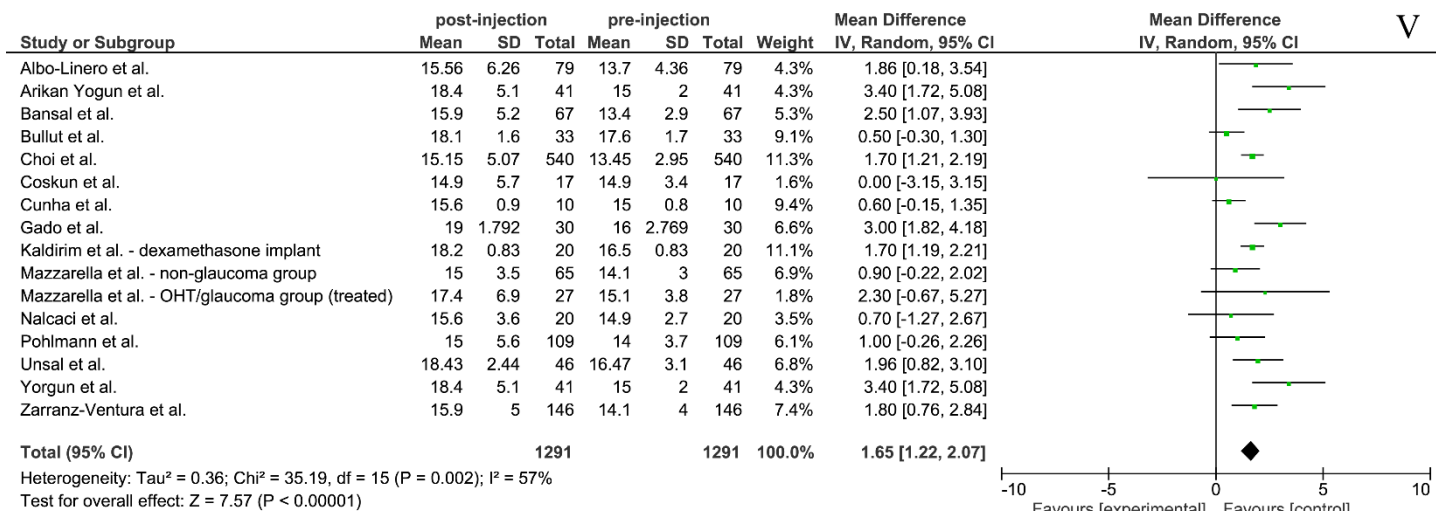 post-injection pre-injection Mean Difference Mean Difference V
Study or Subgroup Mean SD Total Mean SD Total Weight IV, Random, 95% CI IV, Random, 95% CI
Albo-Linero et al. 15.56 6.26 79 13.7 4.36 79 4.3% 1.86 [0.18, 3.54]
Arikan Yogun et al. 18.4 5.1 41 15 2 41 4.3% 3.40 [1.72, 5.08]
Bansal et al. 15.9 5.2 67 13.4 2.9 67 5.3% 2.50 [1.07, 3.93]
Bullut et al. 18.1 1.6 33 17.6 1.7 33 9.1% 0.50 [-0.30, 1.30]
Choi et al. 15.15 5.07 540 13.45 2.95 540 11.3% 1.70 [1.21, 2.19]
Coskun et al. 14.9 5.7 17 14.9 3.4 17 1.6% 0.00 [-3.15, 3.15]
Cunha et al. 15.6 0.9 10 15 0.8 10 9.4% 0.60 [-0.15, 1.35]
Gado et al. 19 1.792 30 16 2.769 30 6.6% 3.00 [1.82, 4.18]
Kaldirim et al. - dexamethasone implant 18.2 0.83 20 16.5 0.83 20 11.1% 1.70 [1.19, 2.21]
Mazzarella et al. - non-glaucoma group 15 3.5 65 14.1 3 65 6.9% 0.90 [-0.22, 2.02]
Mazzarella et al. - OHT/glaucoma group (treated) 17.4 6.9 27 15.1 3.8 27 1.8% 2.30 [-0.67, 5.27]
Nalcaci et al. 15.6 3.6 20 14.9 2.7 20 3.5% 0.70 [-1.27, 2.67]
Pohlmann et al. 15 5.6 109 14 3.7 109 6.1% 1.00 [-0.26, 2.26]
Unsal et al. 18.43 2.44 46 16.47 3.1 46 6.8% 1.96 [0.82, 3.10]
Yorgun et al. 18.4 5.1 41 15 2 41 4.3% 3.40 [1.72, 5.08]
Zarranz-Ventura et al. 15.9 5 146 14.1 4 146 7.4% 1.80 [0.76, 2.84]
Total (95% CI) 1291 1291 100.0% 1.65 [1.22, 2.07]
Heterogeneity: Tau² = 0.36; Chi² = 35.19, df = 15 (P = 0.002); I² = 57%
Test for overall effect: Z = 7.57 (P < 0.00001)
-10 -5 0 5 10
Favours [experimental] Favours [control]